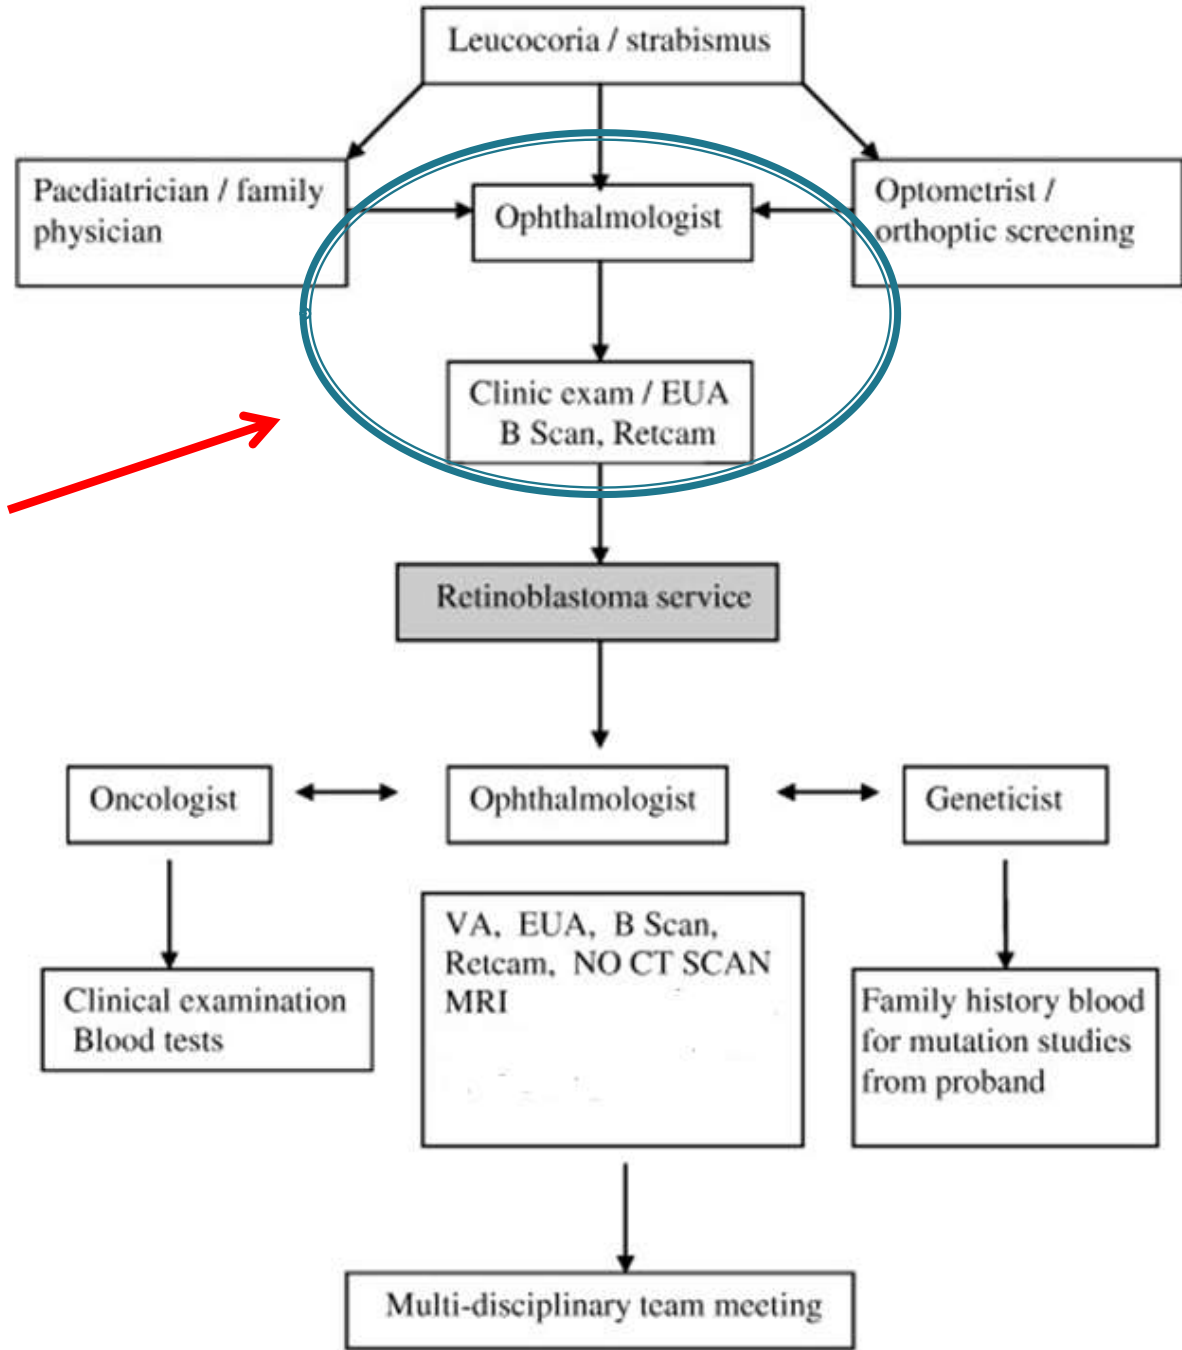 Leucocoria / strabismus
Paediatrician / family
physician
Ophthalmologist
Optometrist /
orthoptic screening
Clinic exam / EUA
B Scan, Retcam
Retinoblastoma service
Oncologist
Ophthalmologist
Geneticist
Clinical examination
Blood tests
VA, EUA, B Scan,
Retcam, NO CT SCAN
MRI
Family history blood
for mutation studies
from proband
Multi-disciplinary team meeting